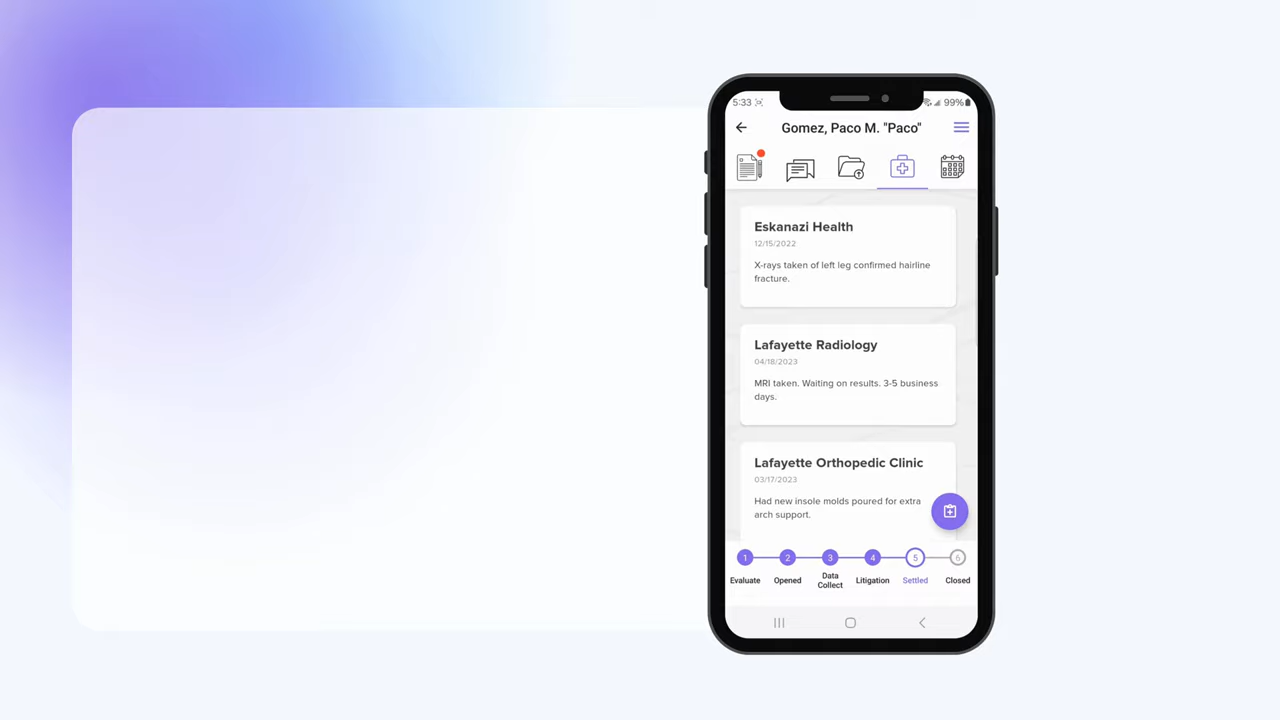 5:33
99%
Gomez, Paco M. "Paco"
Eskanazi Health
12/15/2022
X-rays taken of left leg confirmed hairline
fracture.
Lafayette Radiology
04/18/2023
MRI taken. Waiting on results. 3-5 business
days.
Lafayette Orthopedic Clinic
03/17/2023
Had new insole molds poured for extra
arch support.
1 2 3 4 5 6
Evaluate Opened Data Collect Litigation Settled Closed